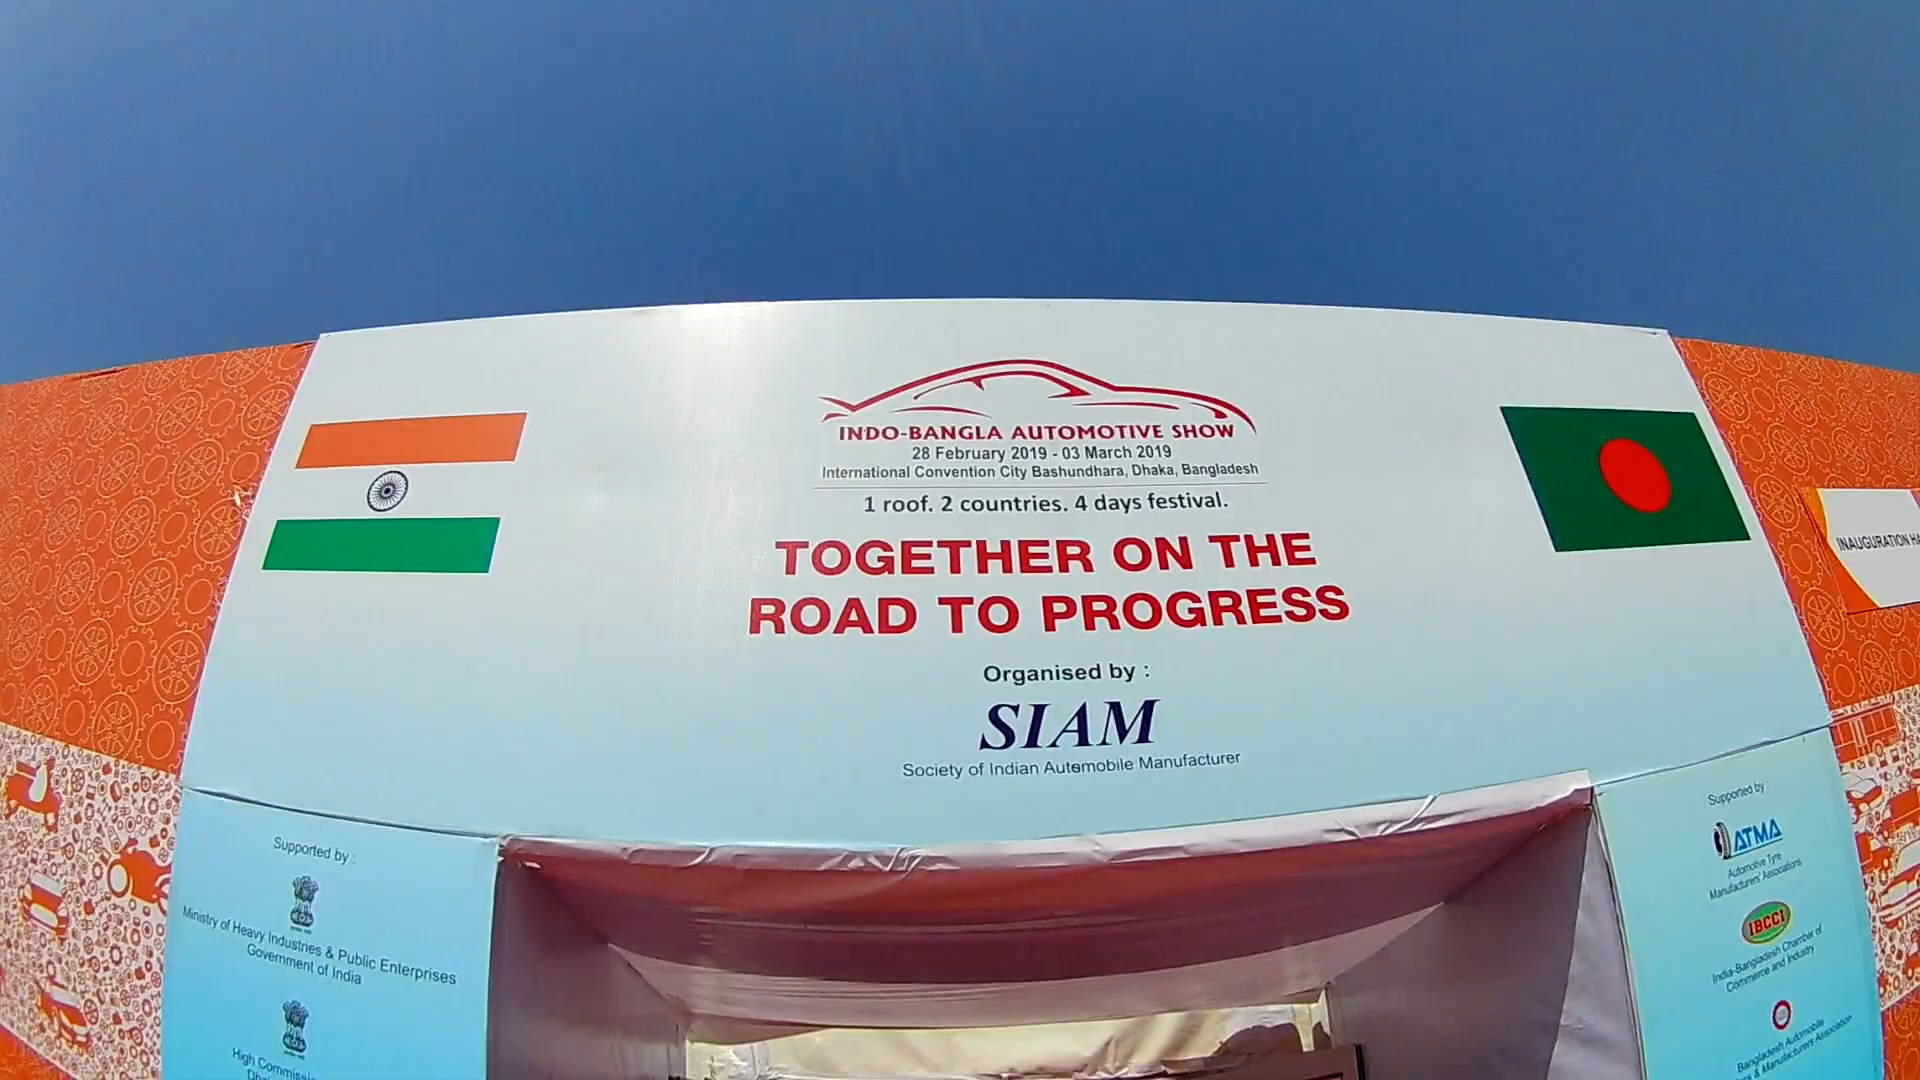 INDO-BANGLA AUTOMOTIVE SHOW
28 February 2019 - 03 March 2019
International Convention City Bashundhara, Dhaka, Bangladesh
1 roof. 2 countries. 4 days festival.
TOGETHER ON THE
ROAD TO PROGRESS
Organised by :
SIAM
Society of Indian Automobile Manufacturer
INAUGURATION
Supported by :
Ministry of Heavy Industries & Public Enterprises
Government of India
High
Supported by :
ATMA
Automotive Tyre
Manufacturers' Associations
IBCCI
India-Bangladesh Chamber of
Commerce and Industry
Bangladesh Automobile
& Manufacturers Association